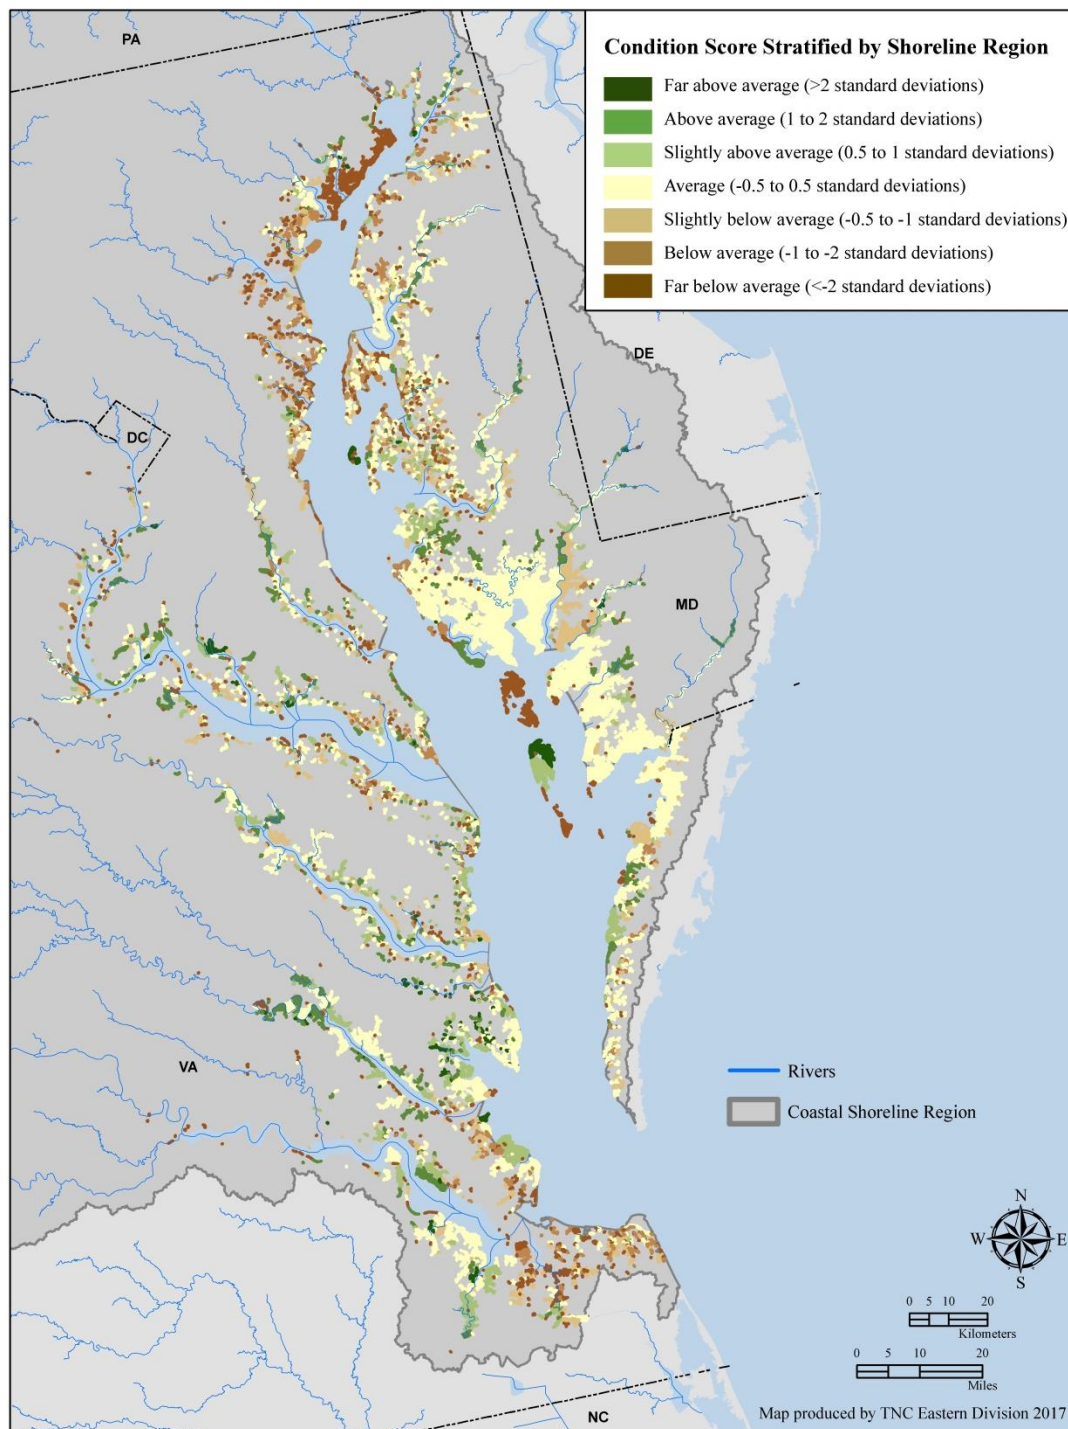 PA
Condition Score Stratified by Shoreline Region
Far above average (>2 standard deviations)
Above average (1 to 2 standard deviations)
Slightly above average (0.5 to 1 standard deviations)
Average (-0.5 to 0.5 standard deviations)
Slightly below average (-0.5 to -1 standard deviations)
Below average (-1 to -2 standard deviations)
Far below average (<-2 standard deviations)
DE
DC
MD
VA
Rivers
Coastal Shoreline Region
N
W E
S
0 5 10 20
Kilometers
0 5 10 20
Miles
Map produced by TNC Eastern Division 2017
NC